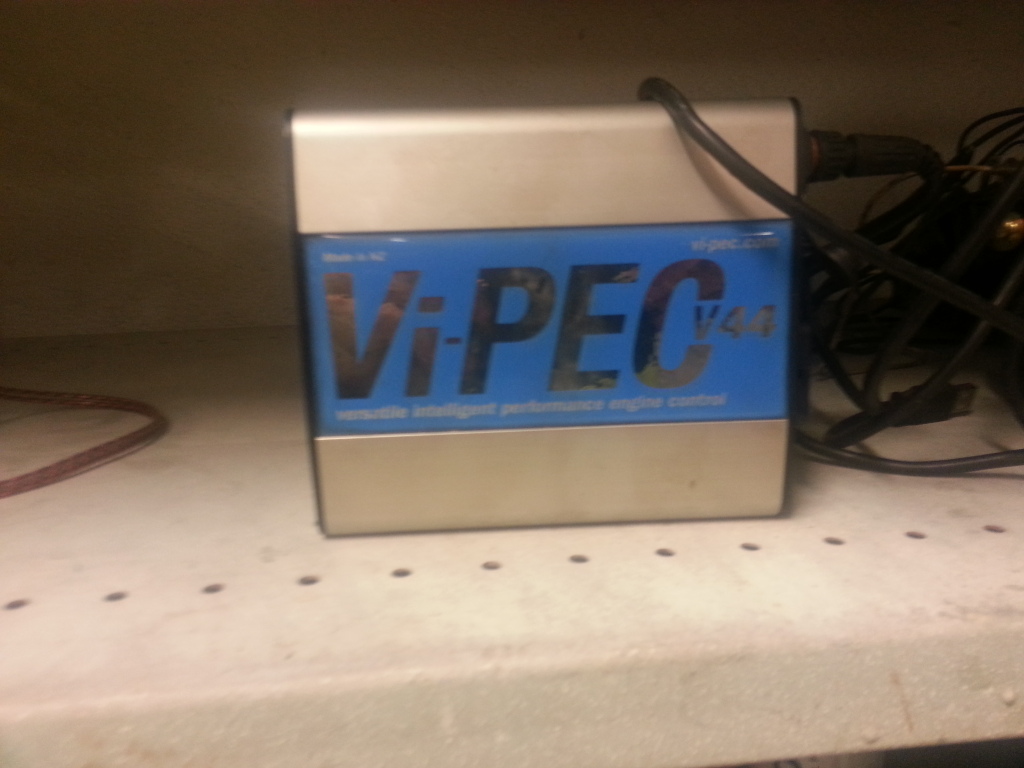 Made in NZ
vi-pec.com
Vi-PEC
V44
versatile intelligent performance engine control